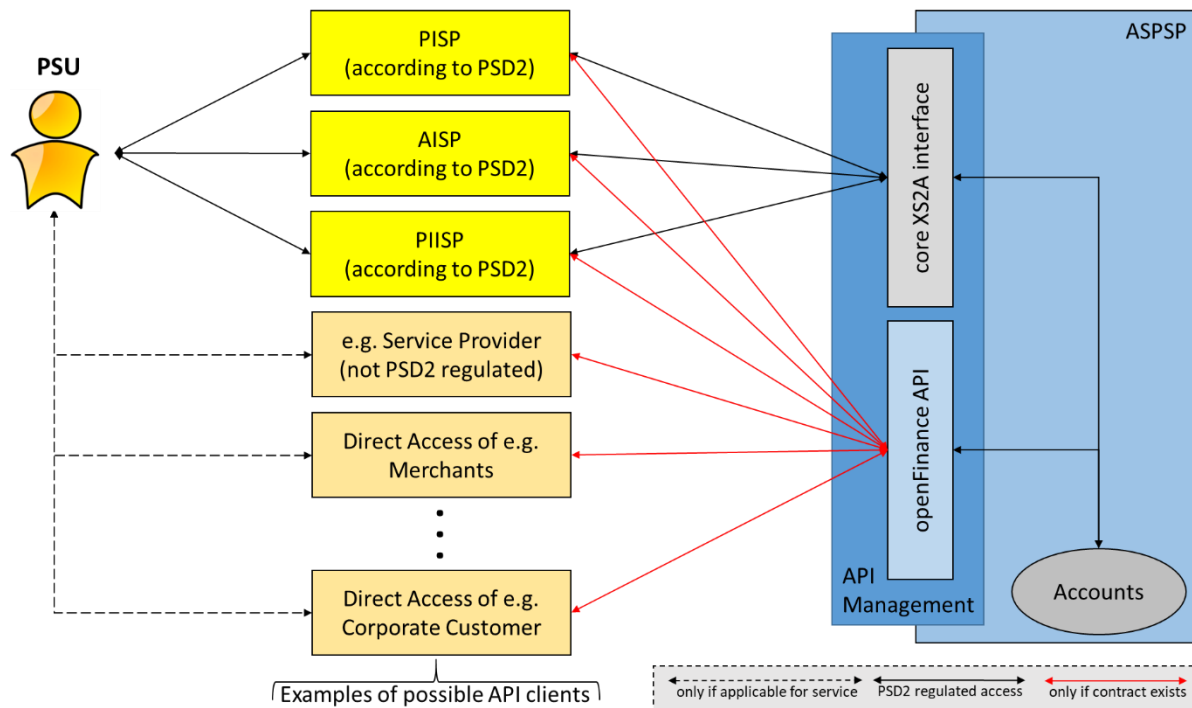 PSU
PISP
(according to PSD2)
AISP
(according to PSD2)
PIISP
(according to PSD2)
e.g. Service Provider
(not PSD2 regulated)
Direct Access of e.g.
Merchants
Direct Access of e.g.
Corporate Customer
Examples of possible API clients
ASPSP
core XS2A interface
openFinance API
API
Management
Accounts
only if applicable for service
PSD2 regulated access
only if contract exists